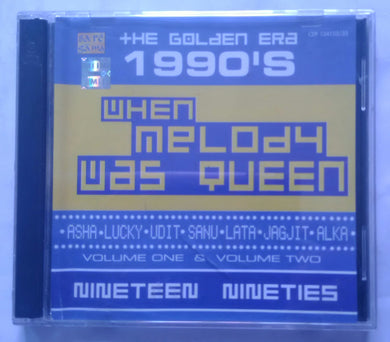 THE GOLDEN ERA
1990'S
WHEN
MELODY
WAS QUEEN
• ASHA • LUCKY • UDIT • SANU • LATA • JAGJIT • ALKA •
VOLUME ONE & VOLUME TWO
NINETEEN NINETIES